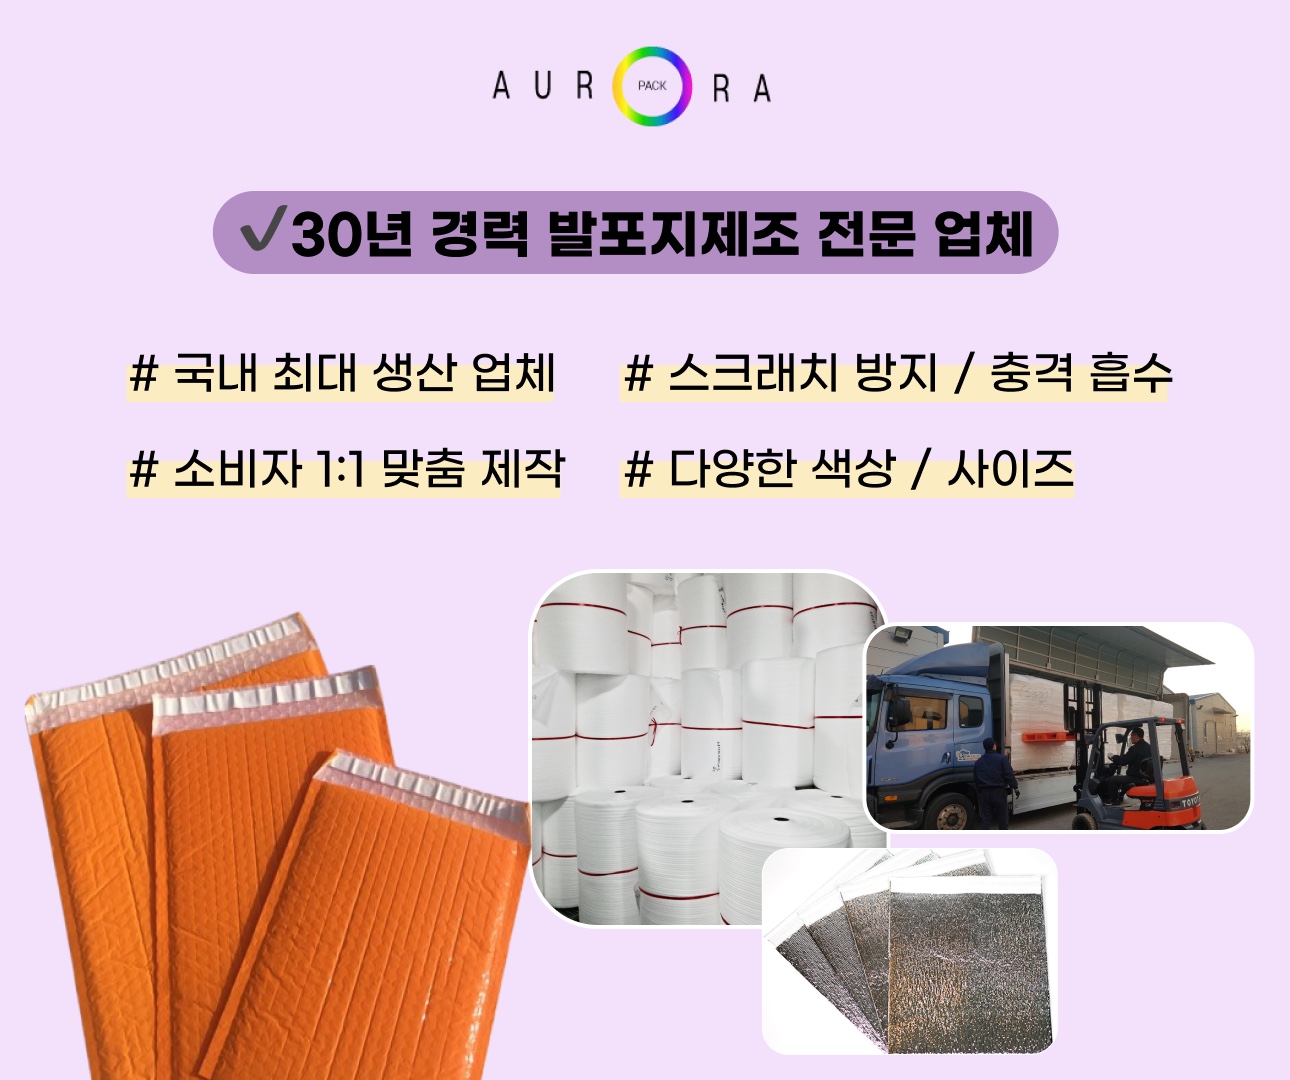 AURORA
PACK
✔30년 경력 발포지제조 전문 업체
# 국내 최대 생산 업체
# 스크래치 방지 / 충격 흡수
# 소비자 1:1 맞춤 제작
# 다양한 색상 / 사이즈
TOYOTA